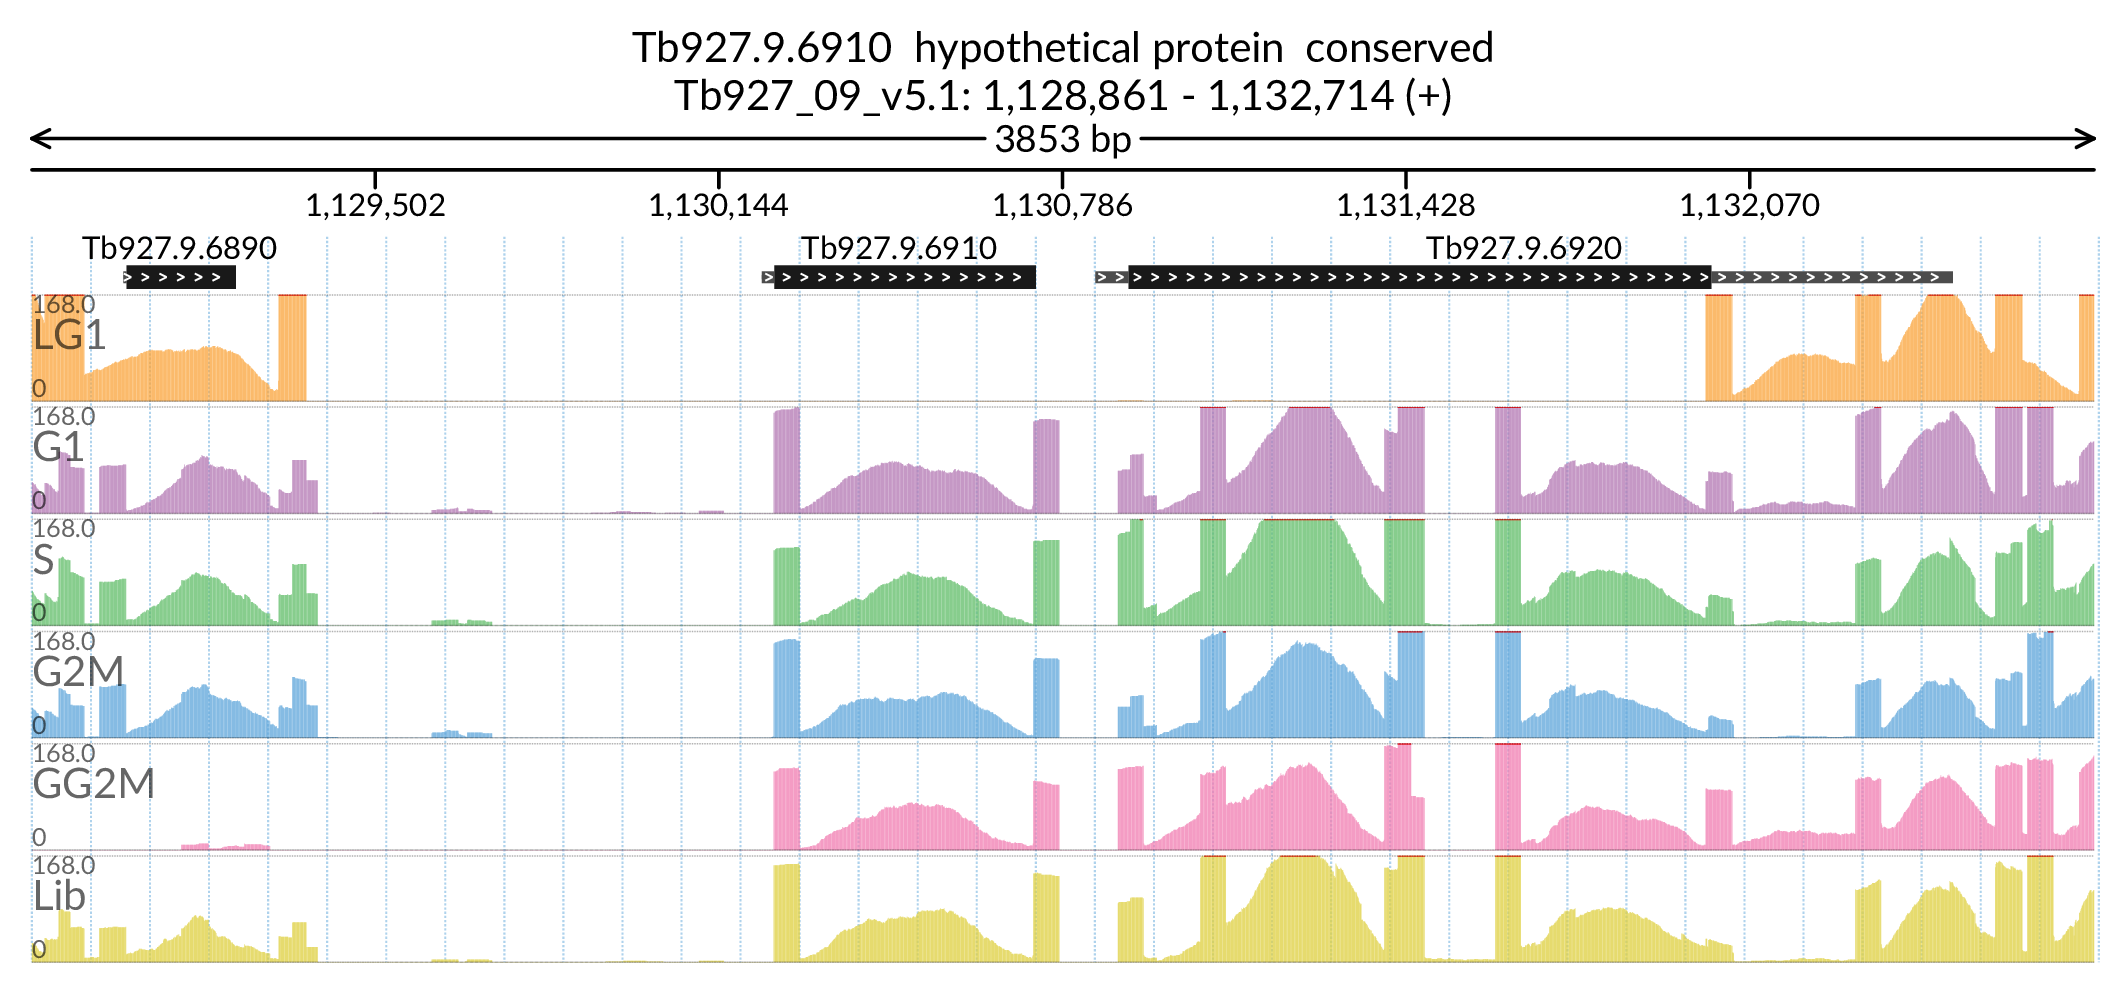 Tb927.9.6910 hypothetical protein conserved
Tb927_09_v5.1: 1,128,861 - 1,132,714 (+)
3853 bp
1,129,502 1,130,144 1,130,786 1,131,428 1,132,070
Tb927.9.6890 Tb927.9.6910 Tb927.9.6920
168.0
LG1
0
168.0
G1
0
168.0
S
0
168.0
G2M
0
168.0
GG2M
0
168.0
Lib
0